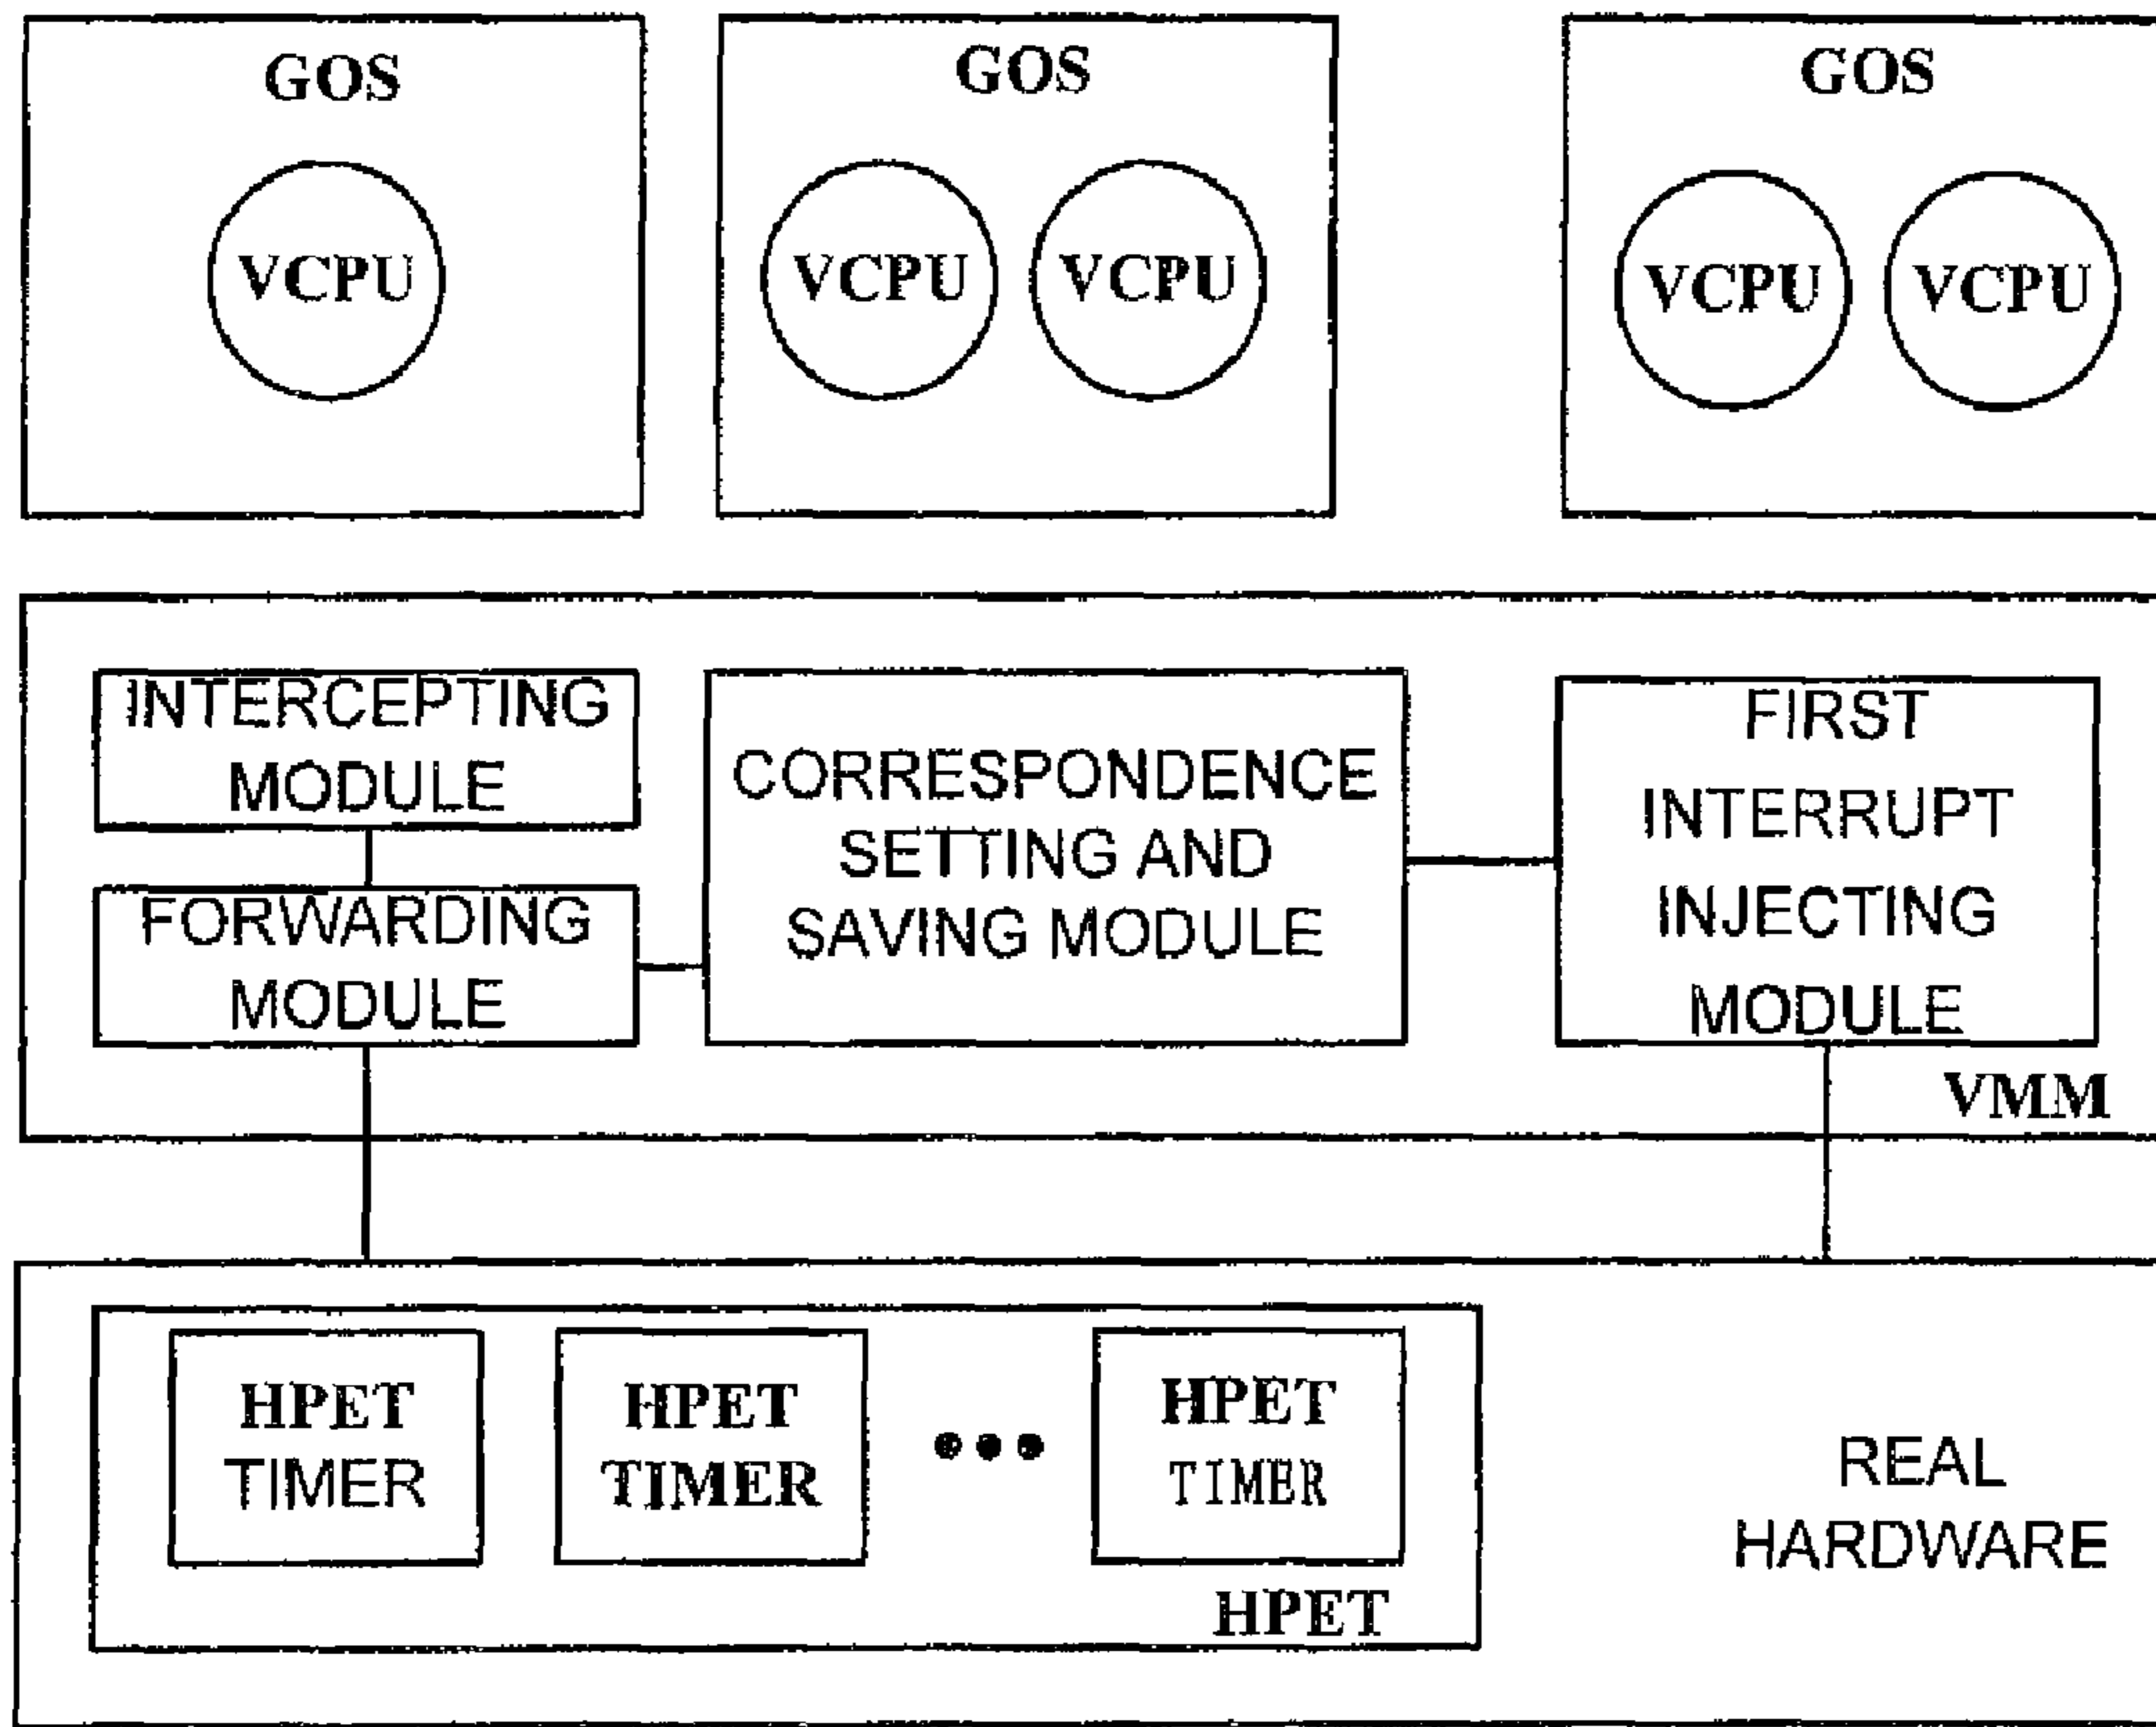 GOS
VCPU
GOS
VCPU
VCPU
GOS
VCPU
VCPU
INTERCEPTING
MODULE
FORWARDING
MODULE
CORRESPONDENCE
SETTING AND
SAVING MODULE
FIRST
INTERRUPT
INJECTING
MODULE
VMM
HPET
TIMER
HPET
TIMER
HPET
TIMER
HPET
REAL
HARDWARE